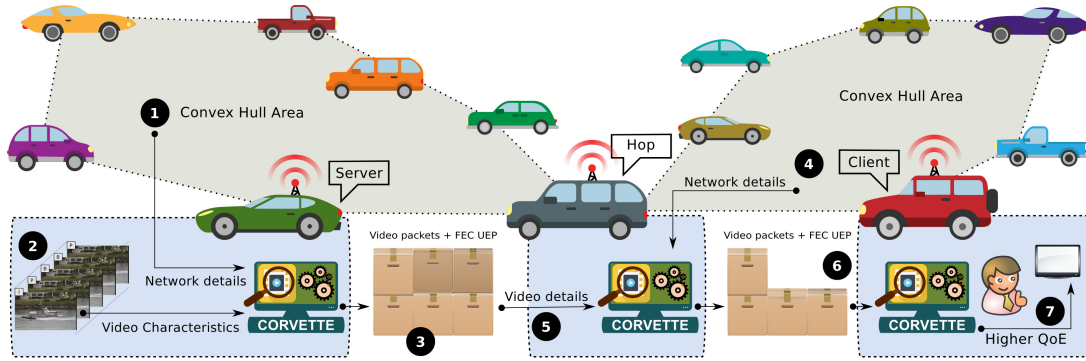 1
Convex Hull Area
Convex Hull Area
Server
Hop
4
Client
Network details
2
Network details
Video Characteristics
CORVETTE
Video packets + FEC UEP
3
Video details
5
CORVETTE
Video packets + FEC UEP
6
CORVETTE
7
Higher QoE